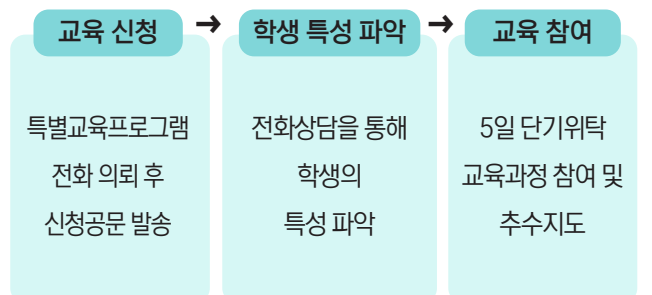 교육 신청 → 학생 특성 파악 → 교육 참여
특별교육프로그램
전화 의뢰 후
신청공문 발송
전화상담을 통해
학생의
특성 파악
5일 단기위탁
교육과정 참여 및
추수지도